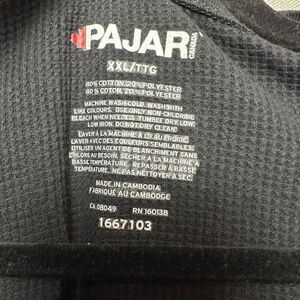 PAJAR
CANADA
XXL/TTG
80% COTTON, 20% POLYESTER
80 % COTON, 20 % POLYESTER
MACHINE WASH COLD. WASH WITH
LIKE COLOURS. USE ONLY NON-CHLORINE
BLEACH WHEN NEEDED. TUMBLE DRY LOW.
LOW IRON. DO NOT DRY CLEAN.
LAVER À LA MACHINE À L'EAU FROIDE.
LAVER AVEC DES COULEURS SEMBLABLES.
UTILISER UN AGENT DE BLANCHIMENT SANS
CHLORE AU BESOIN. SÉCHER À LA MACHINE À
BASSE TEMPÉRATURE. REPASSER À BASSE
TEMPÉRATURE. NE PAS NETTOYER À SEC.
MADE IN CAMBODIA
FABRIQUÉ AU CAMBODGE
CA 08049 RN 160138
1667103